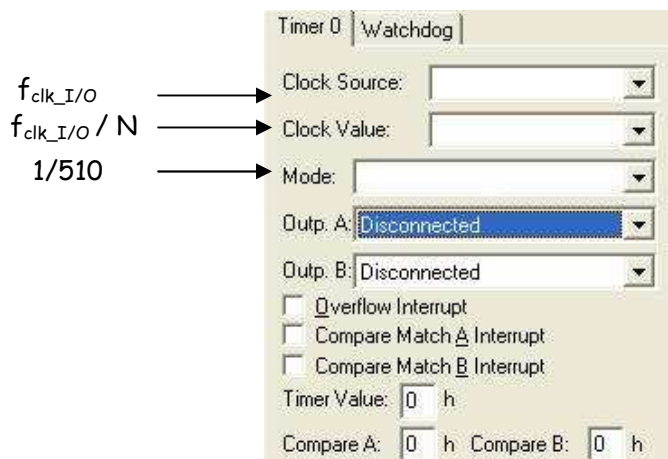 Timer 0 Watchdog
f_clk_I/O
Clock Source:
f_clk_I/O / N
Clock Value:
1/510
Mode:
Outp. A: Disconnected
Outp. B: Disconnected
Overflow Interrupt
Compare Match A Interrupt
Compare Match B Interrupt
Timer Value: 0 h
Compare A: 0 h Compare B: 0 h